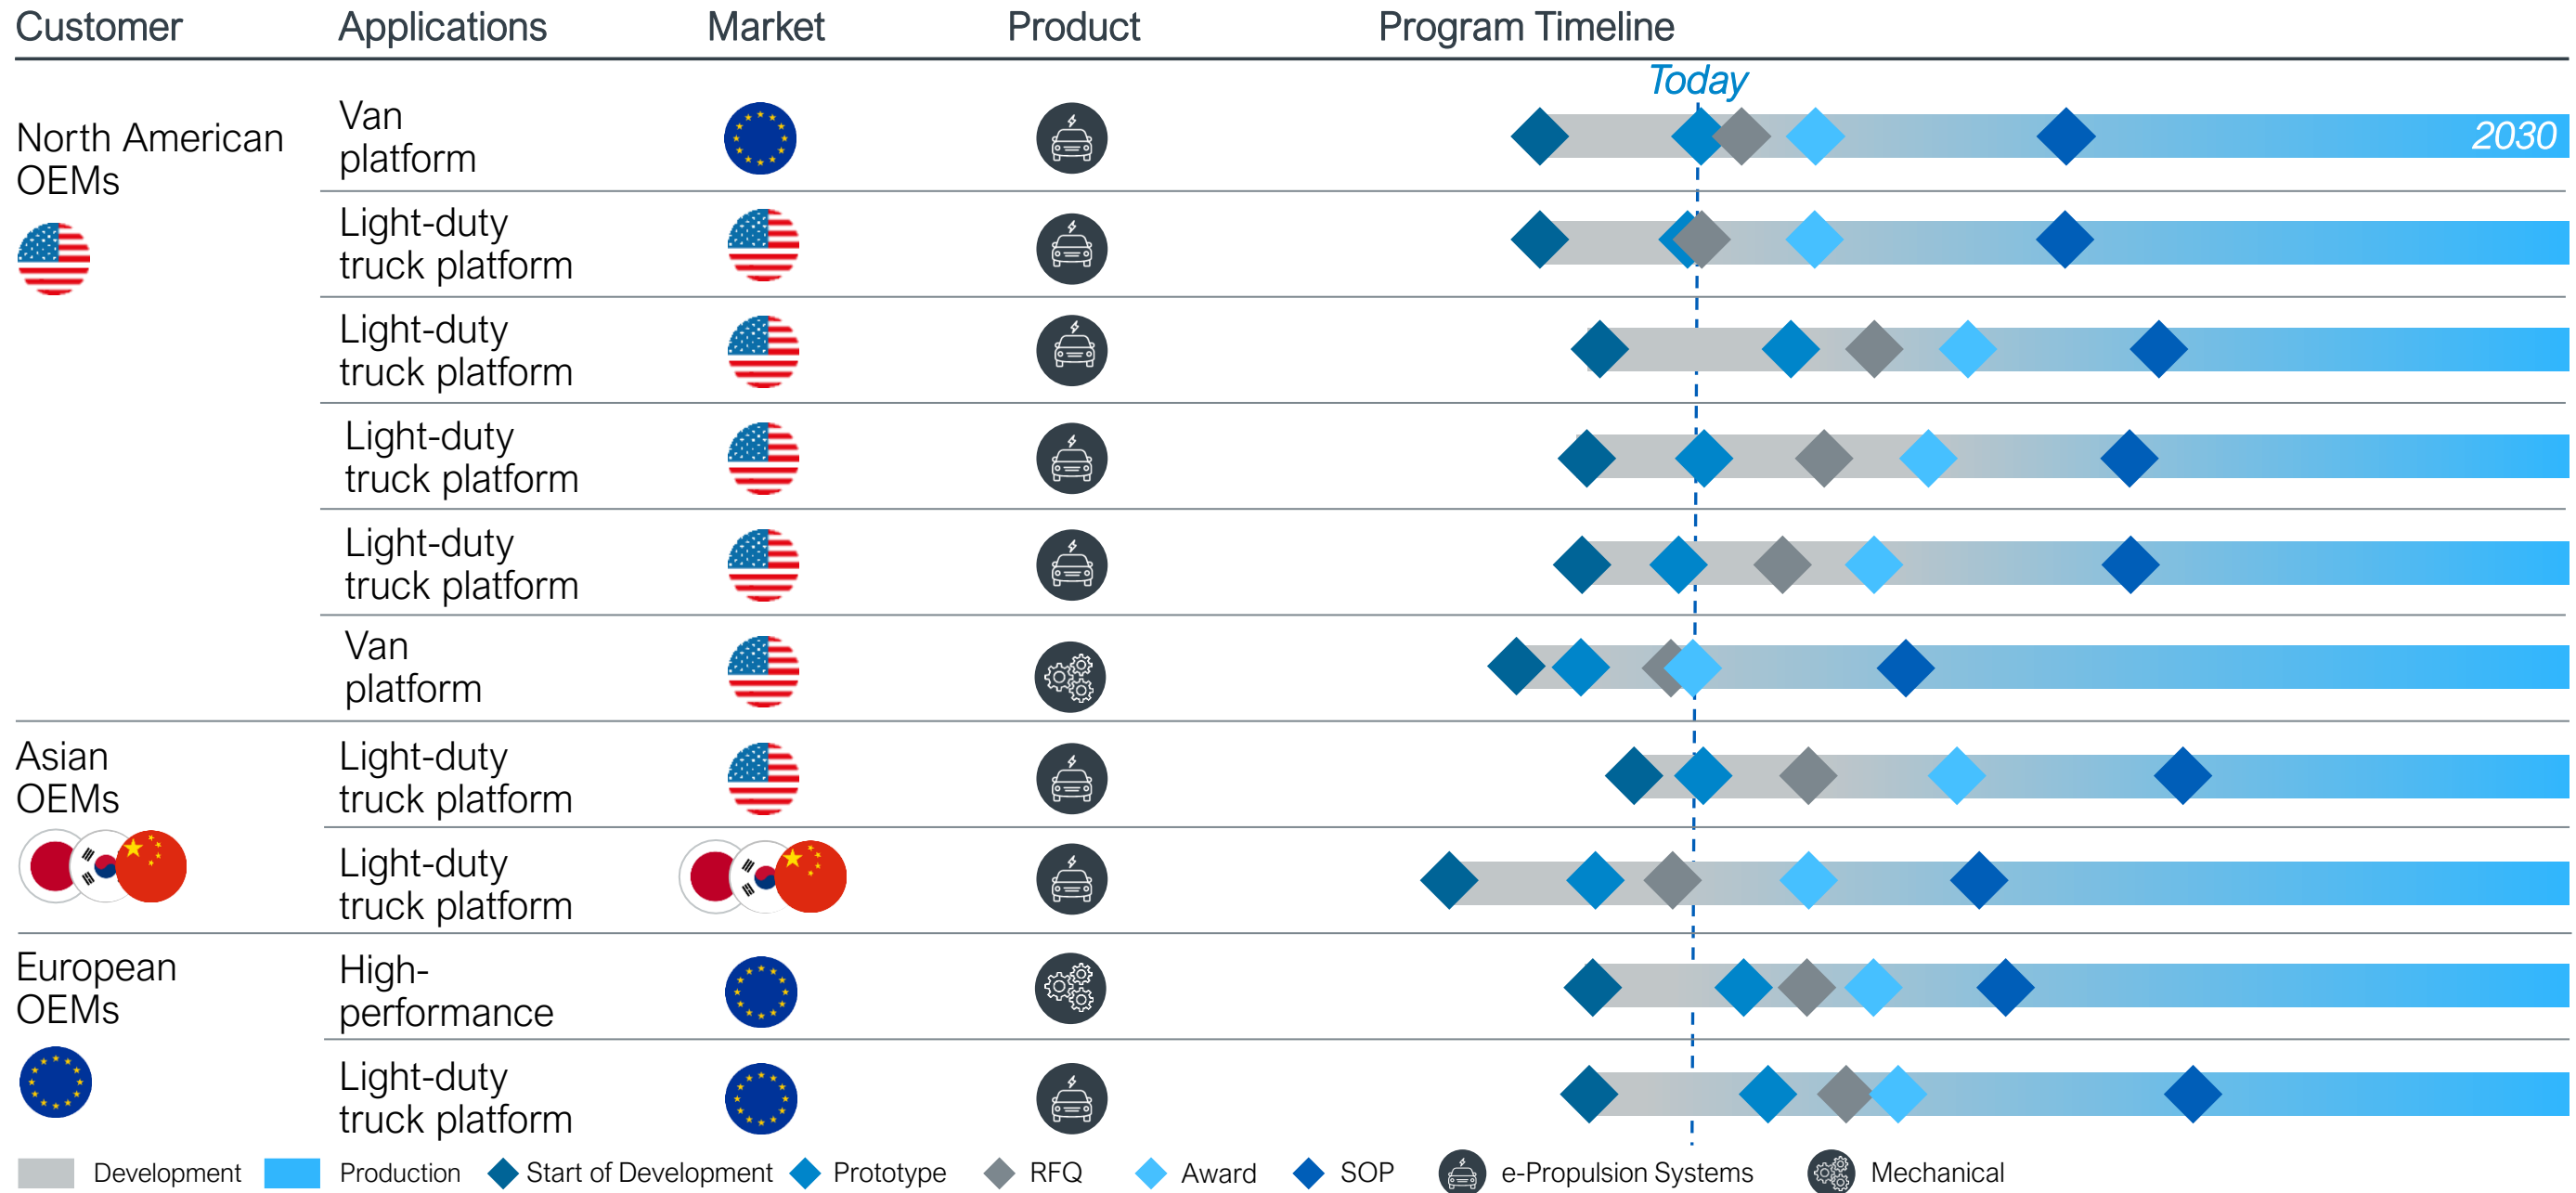 Customer
Applications
Market
Product
Program Timeline
Today
North American
OEMs
Van
platform
2030
Light-duty
truck platform
Light-duty
truck platform
Light-duty
truck platform
Light-duty
truck platform
Van
platform
Asian
OEMs
Light-duty
truck platform
Light-duty
truck platform
European
OEMs
High-
performance
Light-duty
truck platform
Development
Production
Start of Development
Prototype
RFQ
Award
SOP
e-Propulsion Systems
Mechanical